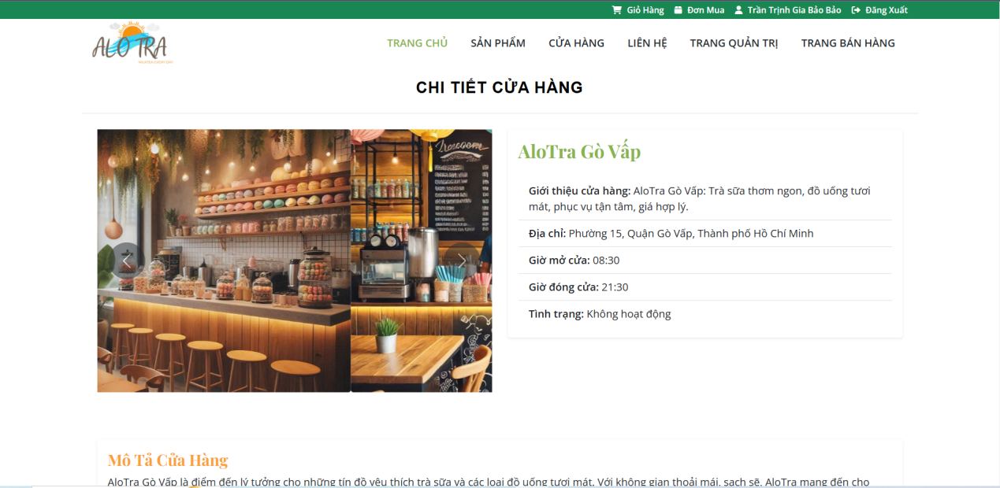 Giỏ Hàng Đơn Mua Trần Trịnh Gia Bảo Bảo Đăng Xuất
ALO TRA
TRANG CHỦ SẢN PHẨM CỬA HÀNG LIÊN HỆ TRANG QUẢN TRỊ TRANG BÁN HÀNG
CHI TIẾT CỬA HÀNG
AloTra Gò Vấp
Giới thiệu cửa hàng: AloTra Gò Vấp: Trà sữa thơm ngon, đồ uống tươi
mát, phục vụ tận tâm, giá hợp lý.
Địa chỉ: Phường 15, Quận Gò Vấp, Thành phố Hồ Chí Minh
Giờ mở cửa: 08:30
Giờ đóng cửa: 21:30
Tình trạng: Không hoạt động
Mô Tả Cửa Hàng
AloTra Gò Vấp là điểm đến lý tưởng cho những tín đồ yêu thích trà sữa và các loại đồ uống tươi mát. Với không gian thoải mái, sạch sẽ, AloTra mang đến cho